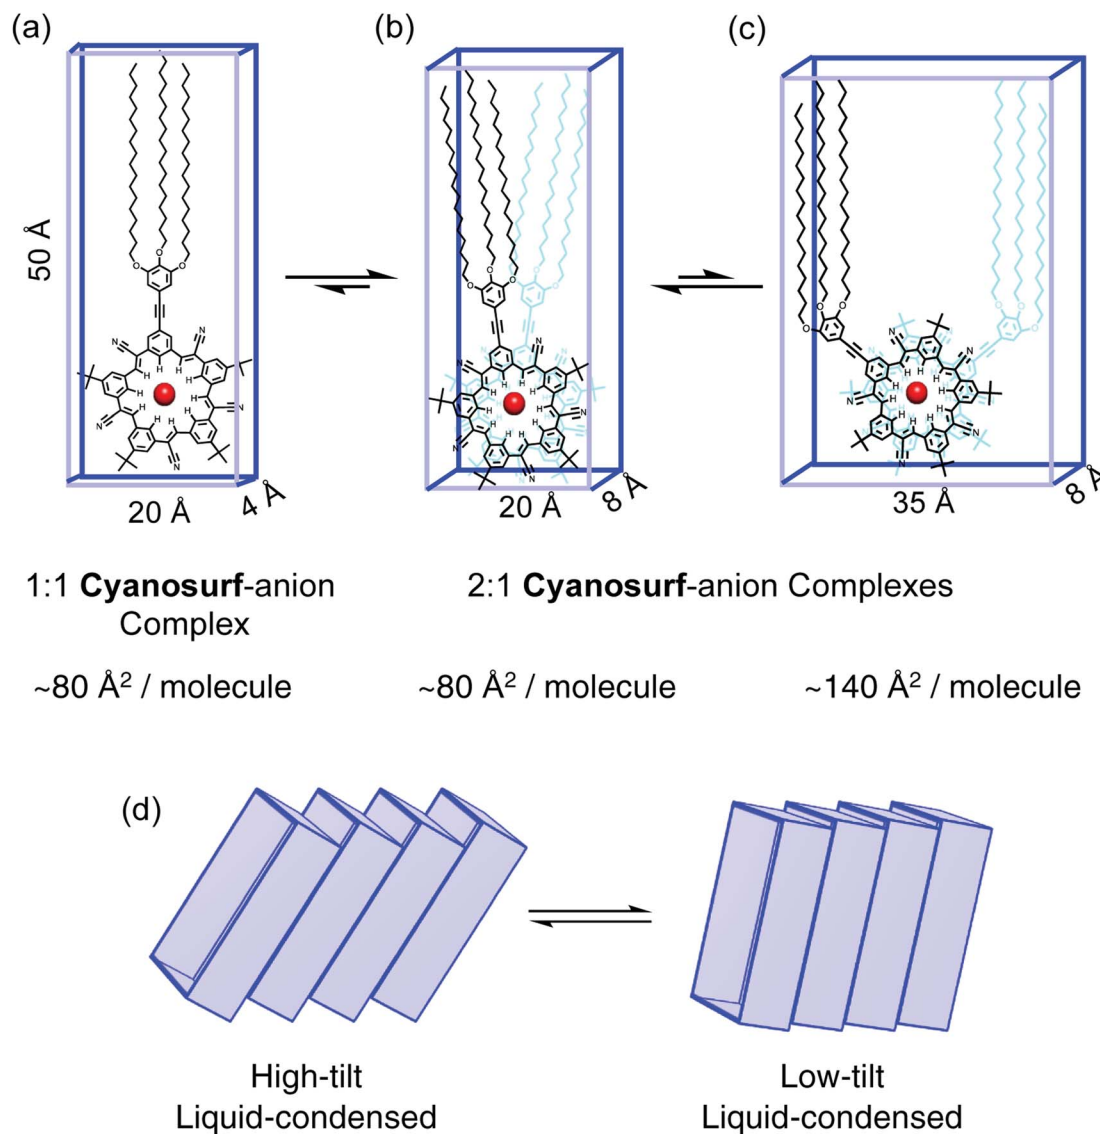 (a)
(b)
(c)
50 Å
20 Å
4 Å
20 Å
8 Å
35 Å
8 Å
1:1 Cyanosurf-anion
Complex
2:1 Cyanosurf-anion Complexes
~80 Å² / molecule
~80 Å² / molecule
~140 Å² / molecule
(d)
High-tilt
Liquid-condensed
Low-tilt
Liquid-condensed